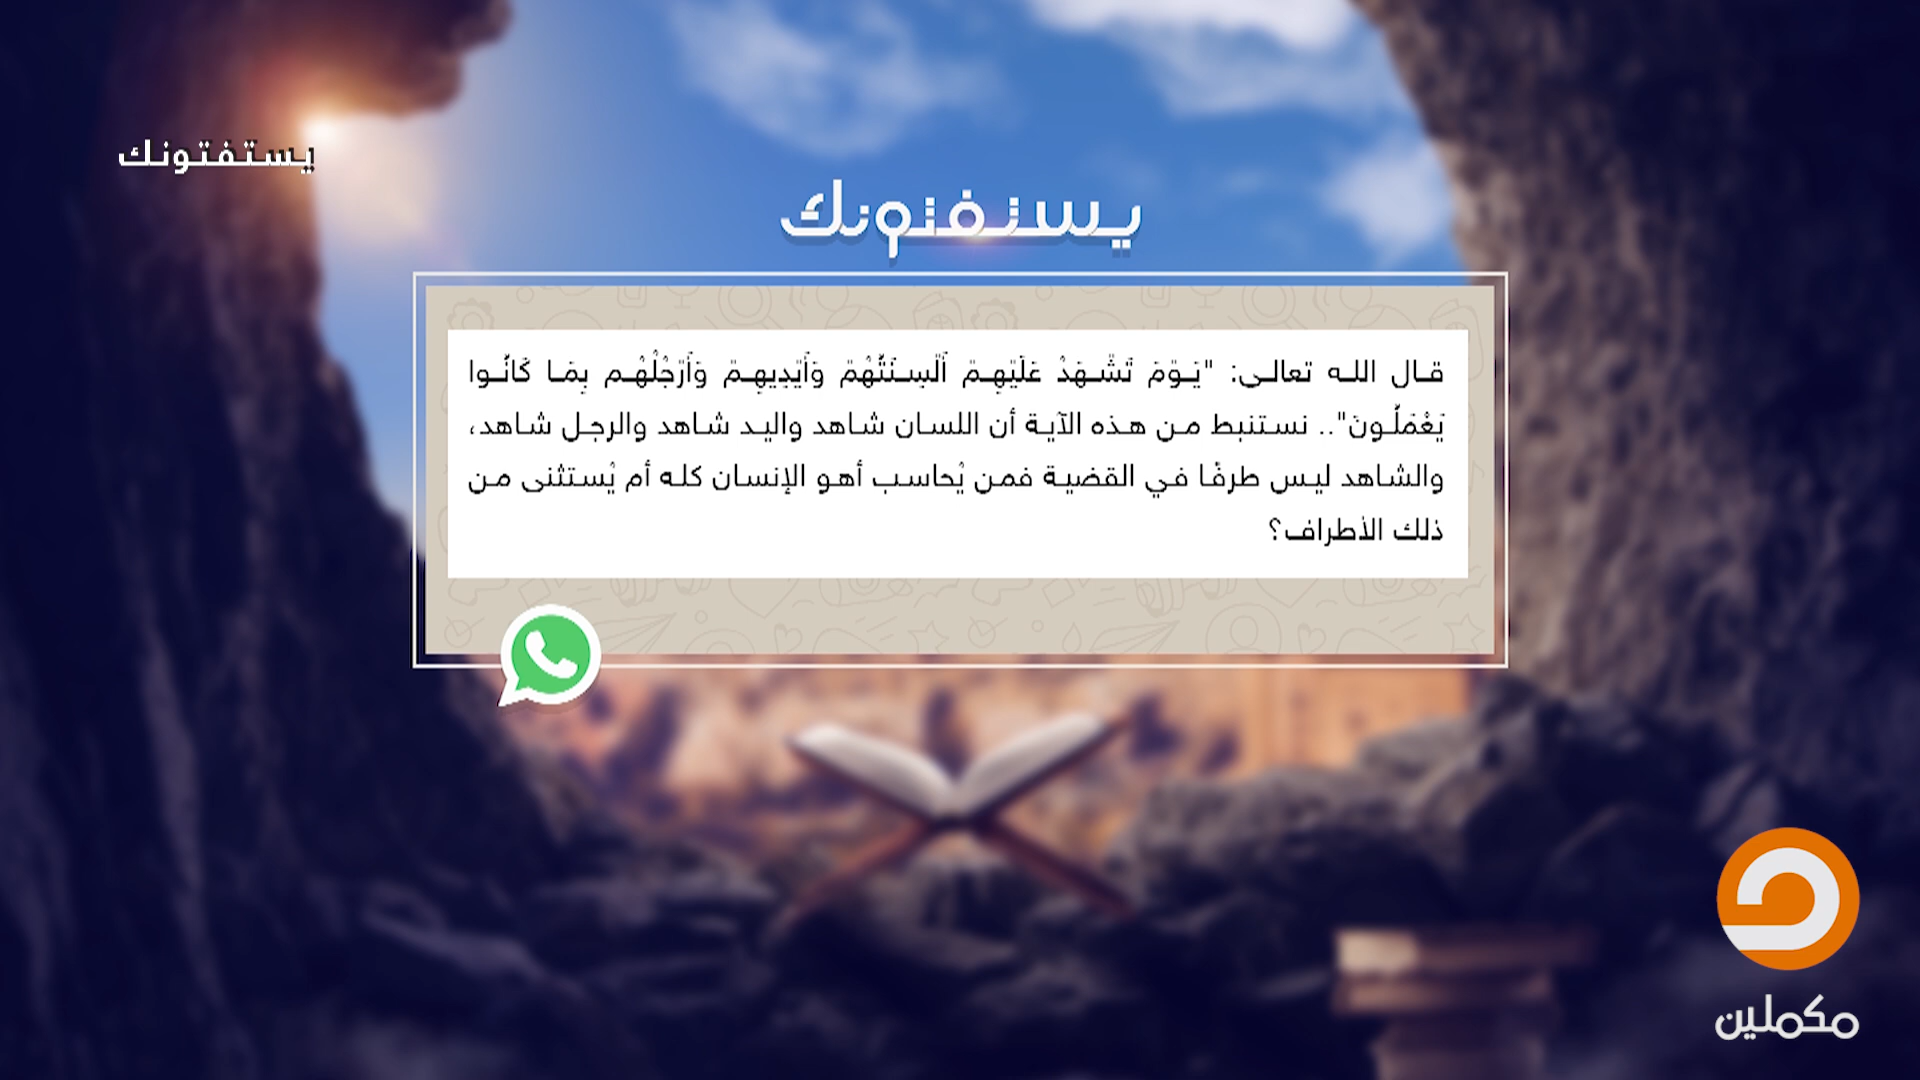 يستفتونك
يستفتونك
قال الله تعالى: "يَوْمَ تَشْهَدُ عَلَيْهِمْ أَلْسِنَتُهُمْ وَأَيْدِيهِمْ وَأَرْجُلُهُم بِمَا كَانُوا
يَعْمَلُونَ".. نستنبط من هذه الآية أن اللسان شاهد واليد شاهد والرجل شاهد،
والشاهد ليس طرفًا في القضية فمن يُحاسب أهو الإنسان كله أم يُستثنى من
ذلك الأطراف؟
مكملين